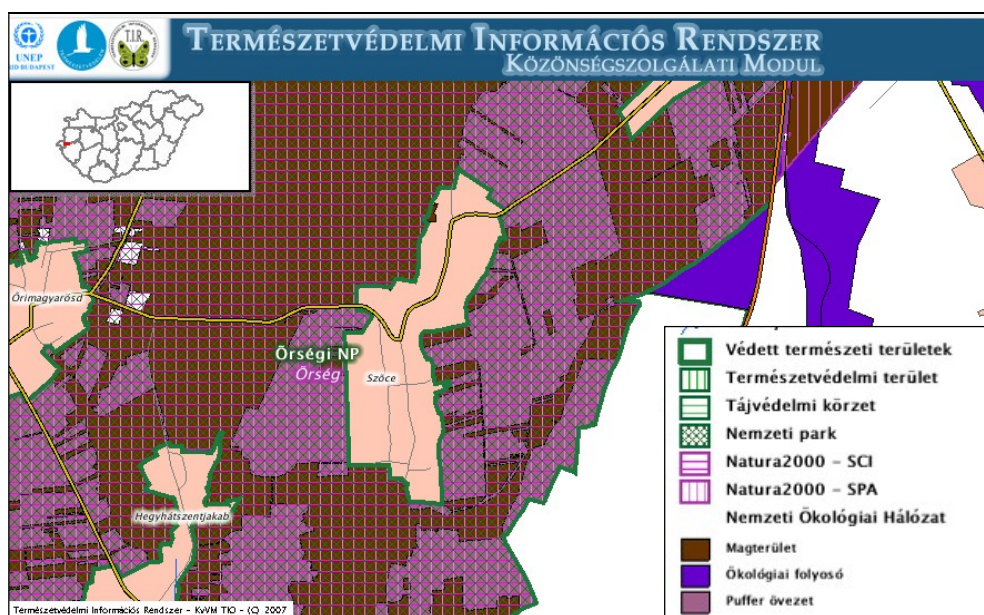 UNEP
ID BUDAPEST
TERMÉSZETVÉDELEM
T.I.R.
TERMÉSZETVÉDELMI INFORMÁCIÓS RENDSZER
KÖZÖNSÉGSZOLGÁLATI MODUL
Őrimagyarósd
Őrségi NP
Őrség
Szőce
Hegyhátszentjakab
Védett természeti területek
Természetvédelmi terület
Tájvédelmi körzet
Nemzeti park
Natura2000 - SCI
Natura2000 - SPA
Nemzeti Ökológiai Hálózat
Magterület
Ökológiai folyosó
Puffer övezet
Természetvédelmi Információs Rendszer - KvVM TIO - (C) 2007